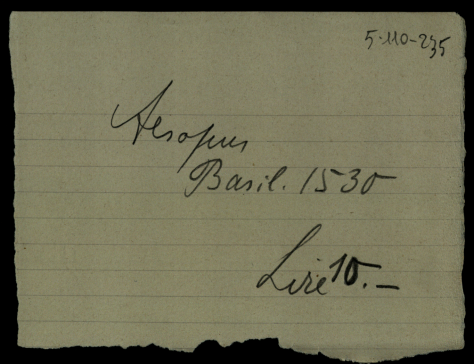 5-110-235
Aesopus
Basil. 1530
Lire 10.—